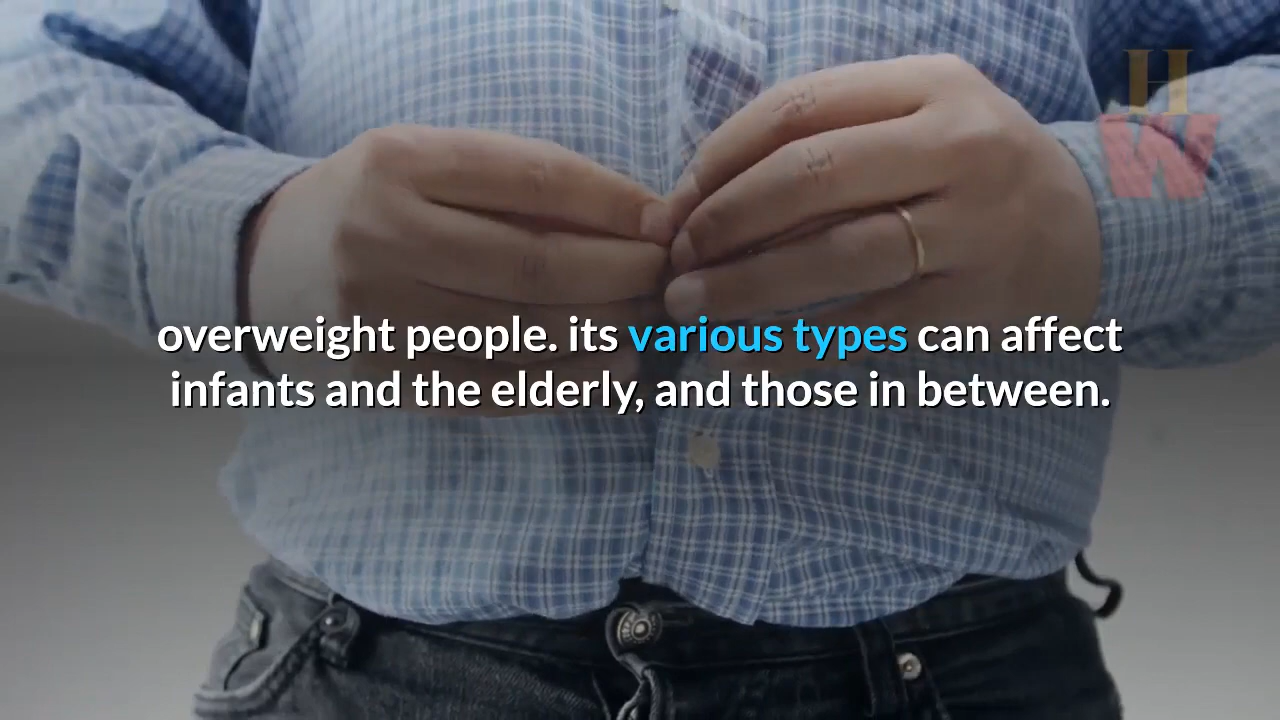 H
W
overweight people. its various types can affect
infants and the elderly, and those in between.